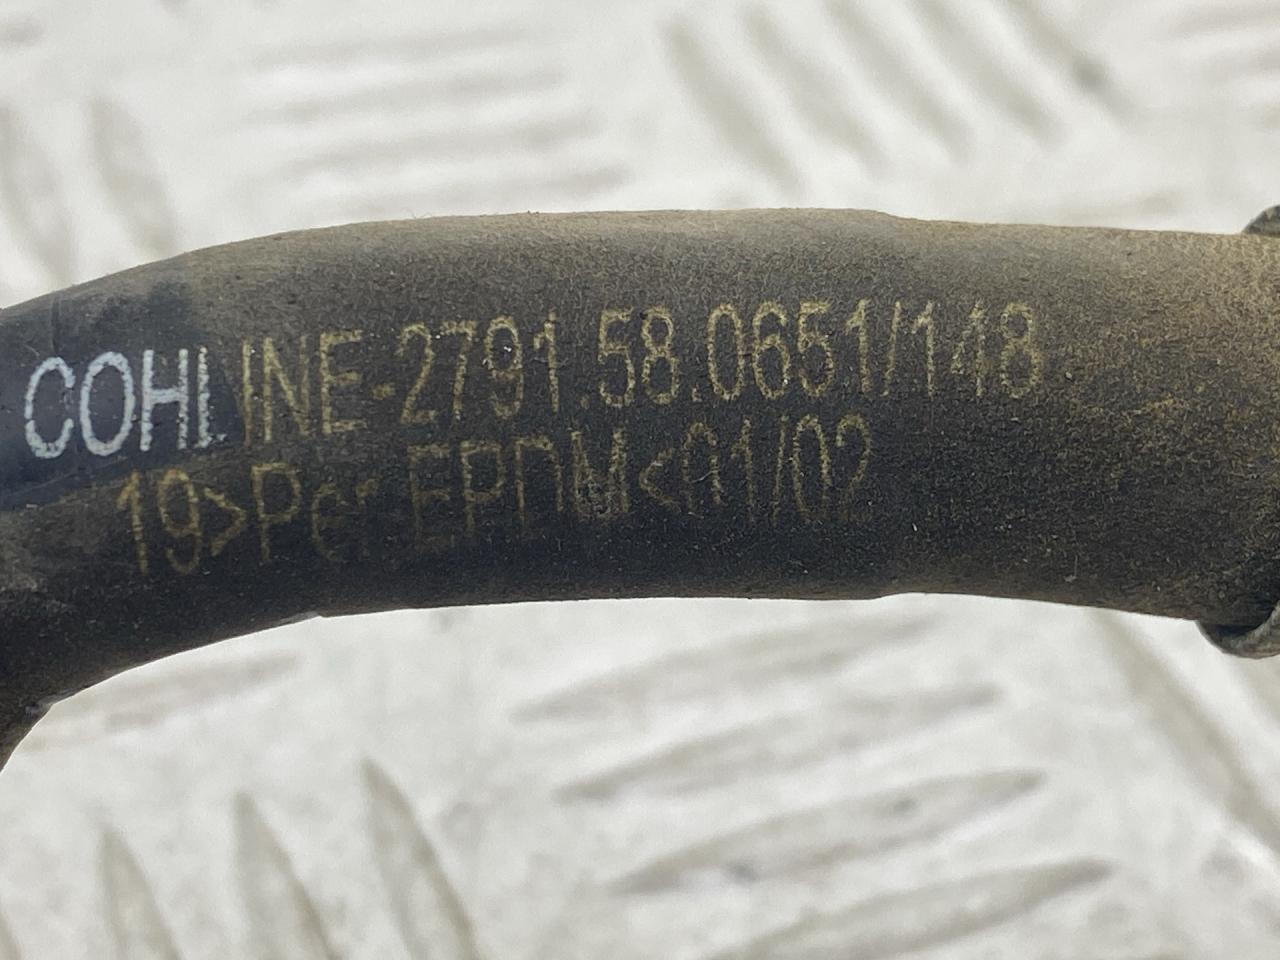 COHLINE-2791.58.0651/148
19>Per EPDM<01/02